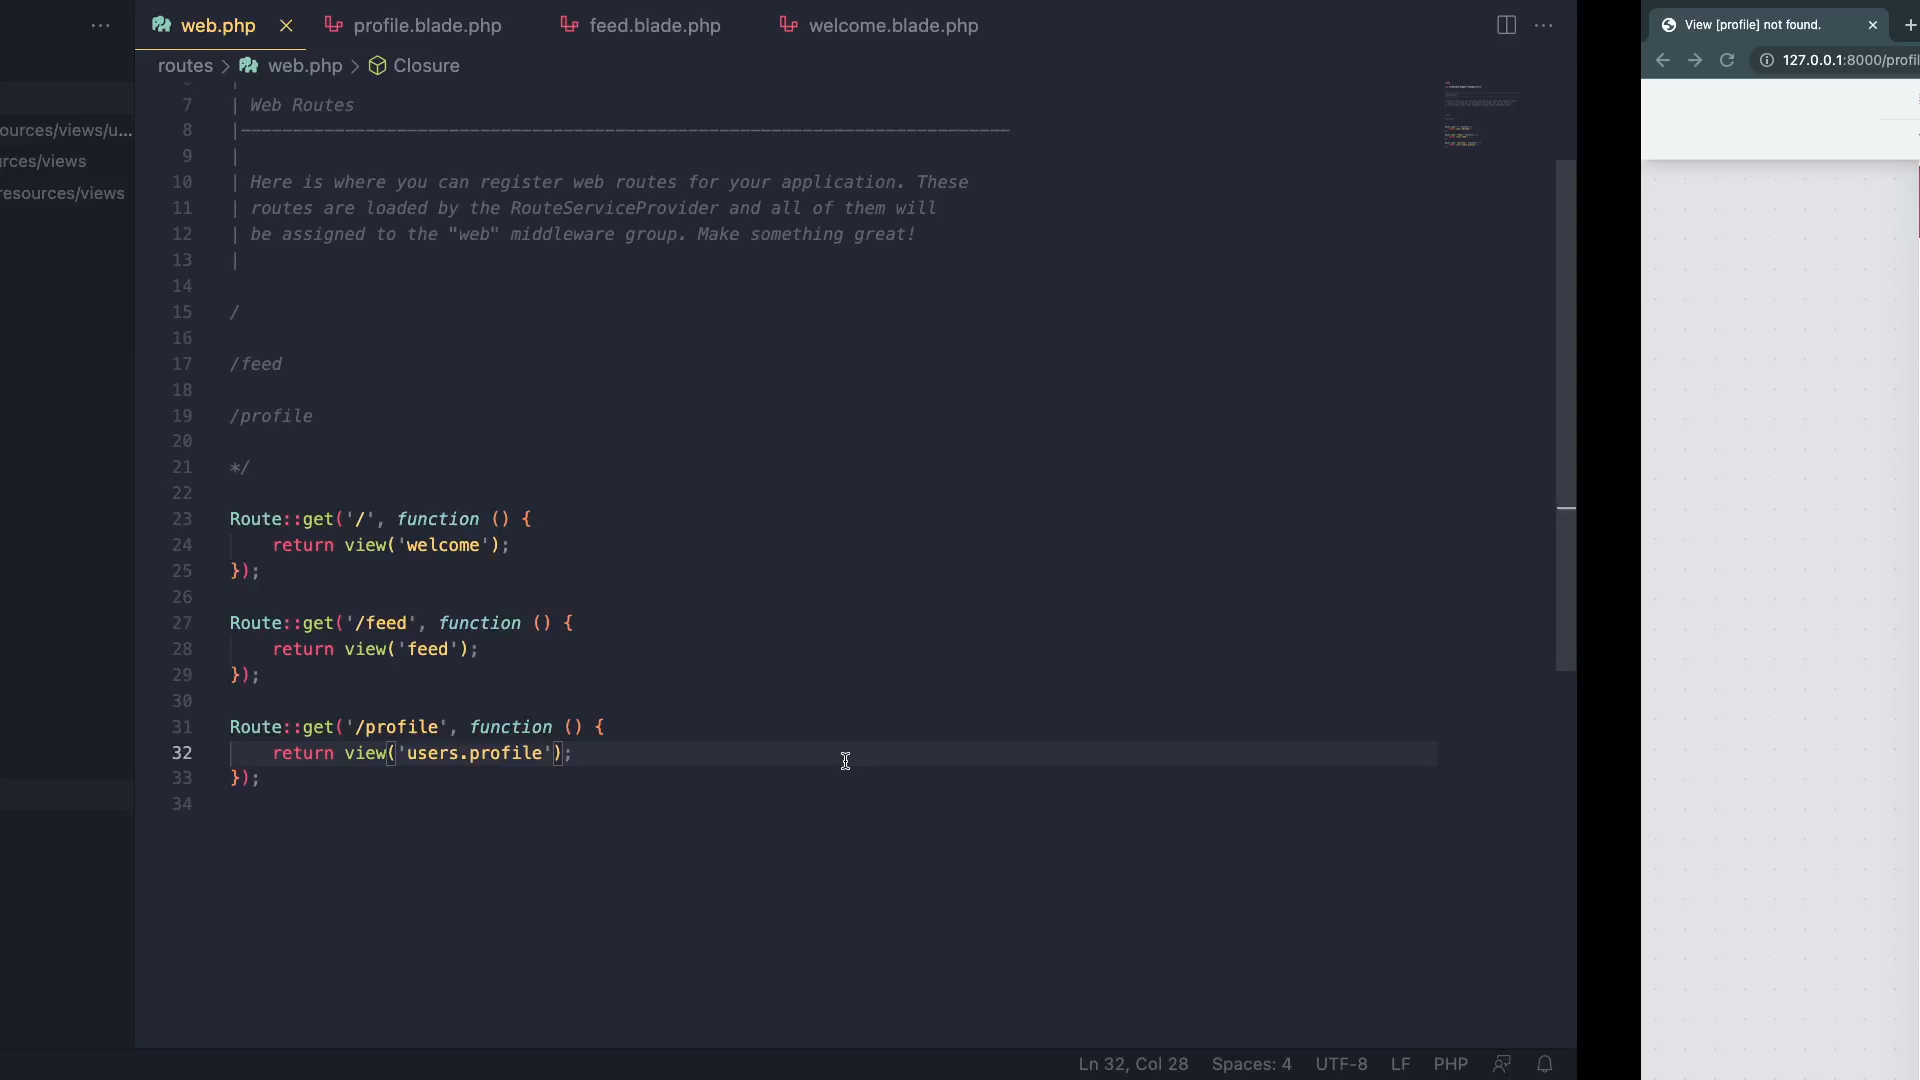 web.php
profile.blade.php
feed.blade.php
welcome.blade.php
routes > web.php > Closure
ources/views/u...
rces/views
resources/views
7 | Web Routes
8 |--------------------------------------------------------------------------
9 |
10 | Here is where you can register web routes for your application. These
11 | routes are loaded by the RouteServiceProvider and all of them will
12 | be assigned to the "web" middleware group. Make something great!
13 |
14
15 /
16
17 /feed
18
19 /profile
20
21 */
22
23 Route::get('/', function () {
24 return view('welcome');
25 });
26
27 Route::get('/feed', function () {
28 return view('feed');
29 });
30
31 Route::get('/profile', function () {
32 return view('users.profile');
33 });
34
Ln 32, Col 28 Spaces: 4 UTF-8 LF PHP
View [profile] not found.
127.0.0.1:8000/profil